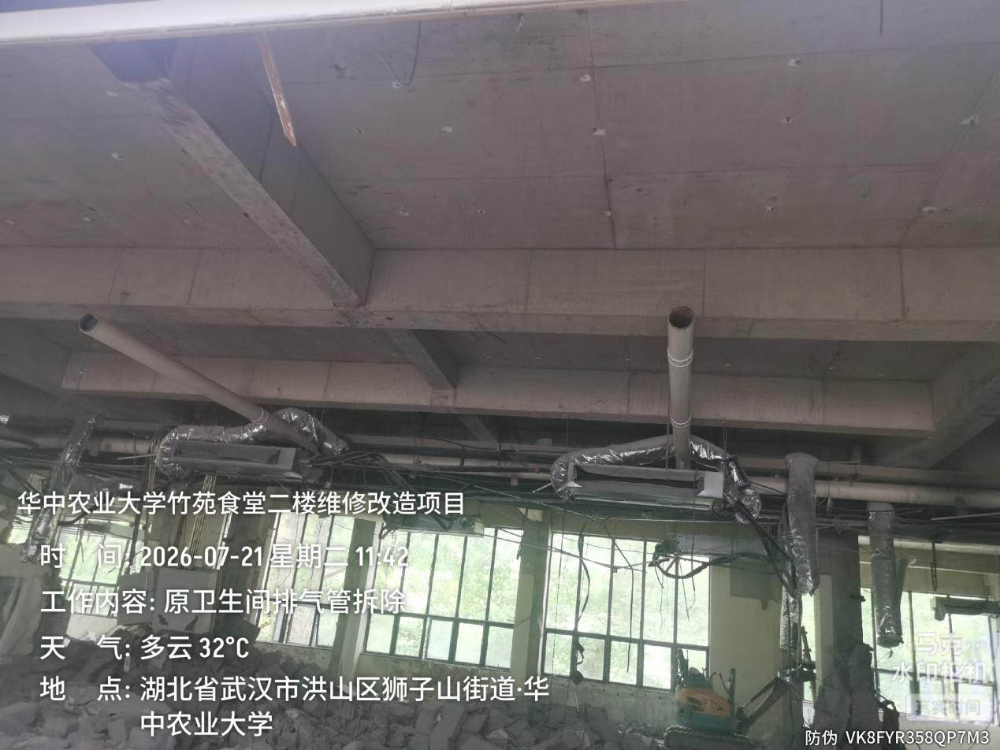 华中农业大学竹苑食堂二楼维修改造项目
时 间: 2026-07-21 星期二 11:42
工作内容: 原卫生间排气管拆除
天 气: 多云 32°C
地 点: 湖北省武汉市洪山区狮子山街道·华
中农业大学
马克
水印相机
真实时间
防伪 VK8FYR358QP7M3